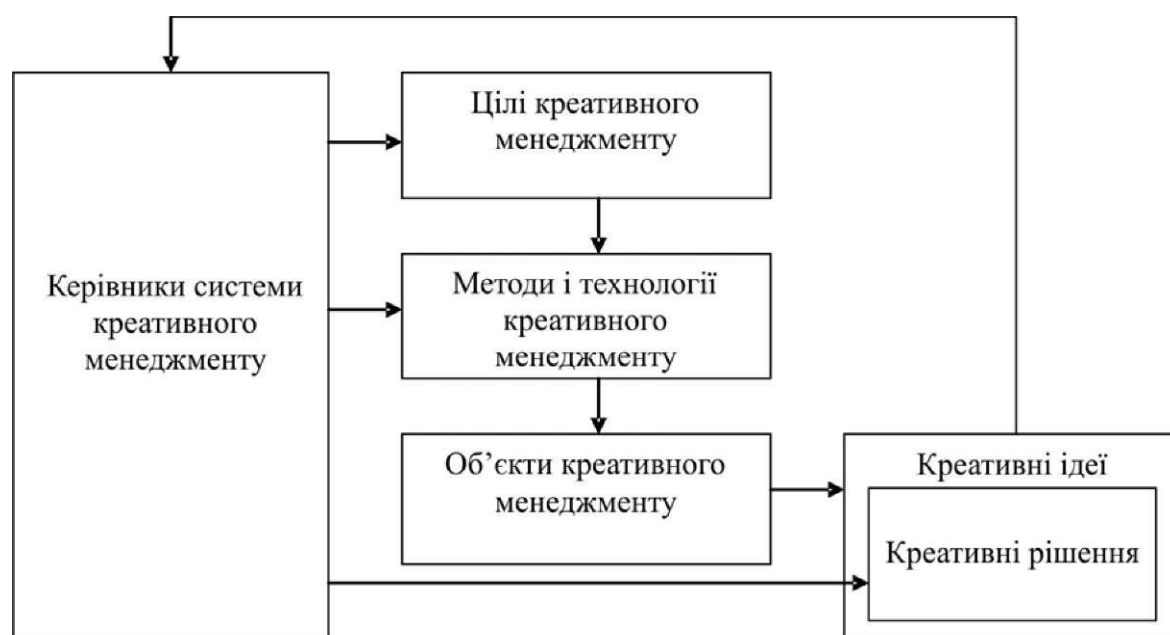 Керівники системи
креативного
менеджменту
Цілі креативного
менеджменту
Методи і технології
креативного
менеджменту
Об’єкти креативного
менеджменту
Креативні ідеї
Креативні рішення